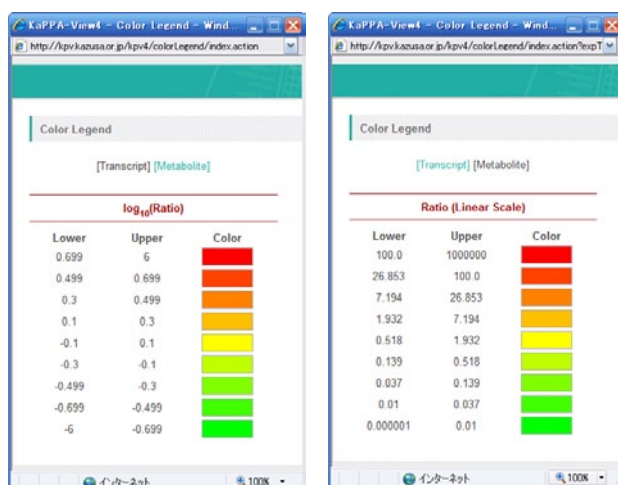 KaPPA-View4 - Color Legend - Wind...
http://kpv.kazusa.or.jp/kpv4/colorLegend/index.action
Color Legend
[Transcript] [Metabolite]
log10(Ratio)
Lower Upper Color
0.699 6
0.499 0.699
0.3 0.499
0.1 0.3
-0.1 0.1
-0.3 -0.1
-0.499 -0.3
-0.699 -0.499
-6 -0.699
インターネット 100%
KaPPA-View4 - Color Legend - Wind...
http://kpv.kazusa.or.jp/kpv4/colorLegend/index.action?expT
Color Legend
[Transcript] [Metabolite]
Ratio (Linear Scale)
Lower Upper Color
100.0 1000000
26.853 100.0
7.194 26.853
1.932 7.194
0.518 1.932
0.139 0.518
0.037 0.139
0.01 0.037
0.000001 0.01
インターネット 100%